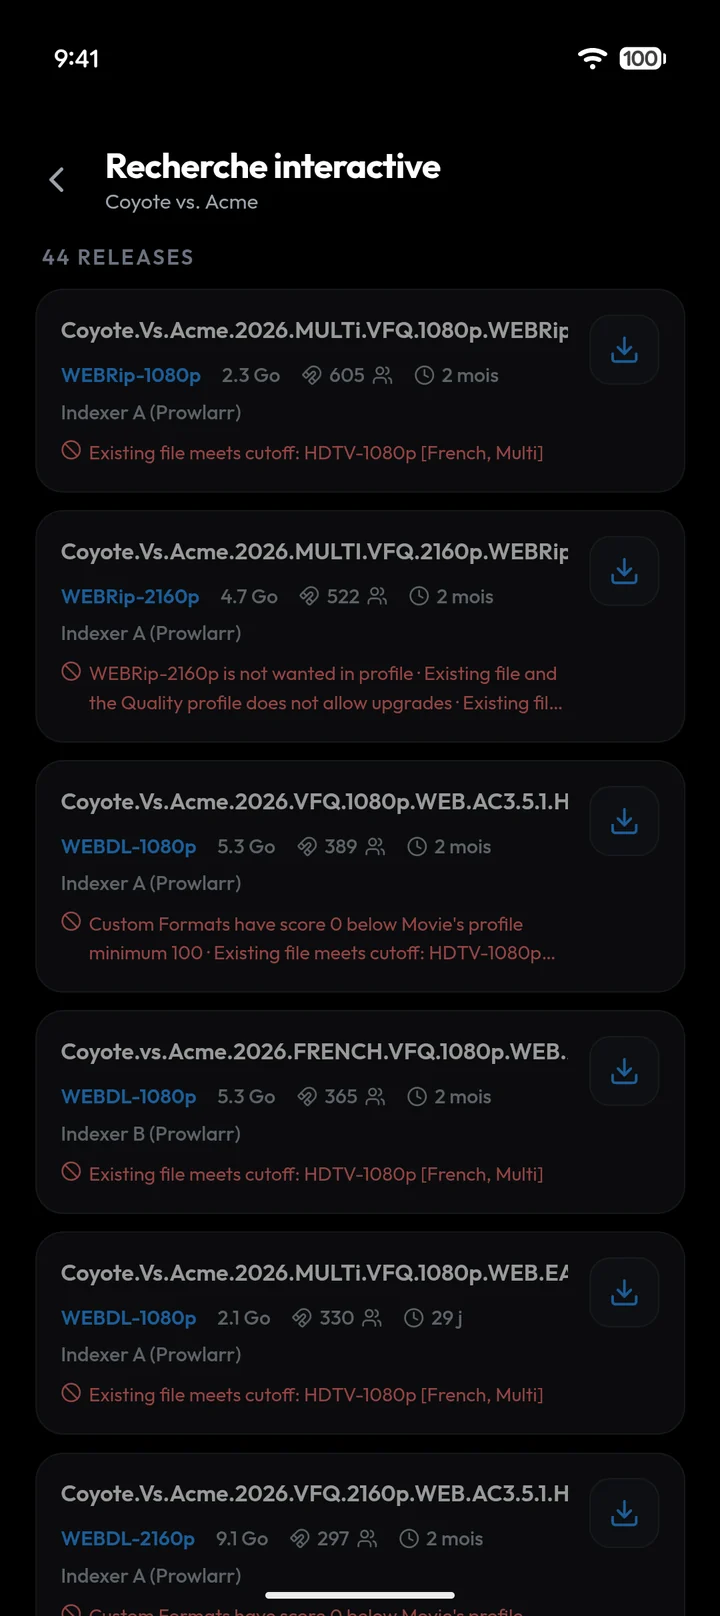 9:41
100
Recherche interactive
Coyote vs. Acme
44 RELEASES
Coyote.Vs.Acme.2026.MULTi.VFQ.1080p.WEBRip
WEBRip-1080p 2.3 Go 605 2 mois
Indexer A (Prowlarr)
Existing file meets cutoff: HDTV-1080p [French, Multi]
Coyote.Vs.Acme.2026.MULTI.VFQ.2160p.WEBRip
WEBRip-2160p 4.7 Go 522 2 mois
Indexer A (Prowlarr)
WEBRip-2160p is not wanted in profile · Existing file and
the Quality profile does not allow upgrades · Existing fil...
Coyote.Vs.Acme.2026.VFQ.1080p.WEB.AC3.5.1.H
WEBDL-1080p 5.3 Go 389 2 mois
Indexer A (Prowlarr)
Custom Formats have score 0 below Movie's profile
minimum 100 · Existing file meets cutoff: HDTV-1080p...
Coyote.vs.Acme.2026.FRENCH.VFQ.1080p.WEB.
WEBDL-1080p 5.3 Go 365 2 mois
Indexer B (Prowlarr)
Existing file meets cutoff: HDTV-1080p [French, Multi]
Coyote.Vs.Acme.2026.MULTi.VFQ.1080p.WEB.EA
WEBDL-1080p 2.1 Go 330 29 j
Indexer A (Prowlarr)
Existing file meets cutoff: HDTV-1080p [French, Multi]
Coyote.Vs.Acme.2026.VFQ.2160p.WEB.AC3.5.1.H
WEBDL-2160p 9.1 Go 297 2 mois
Indexer A (Prowlarr)
Custom Formats have score 0 below Movie's profile